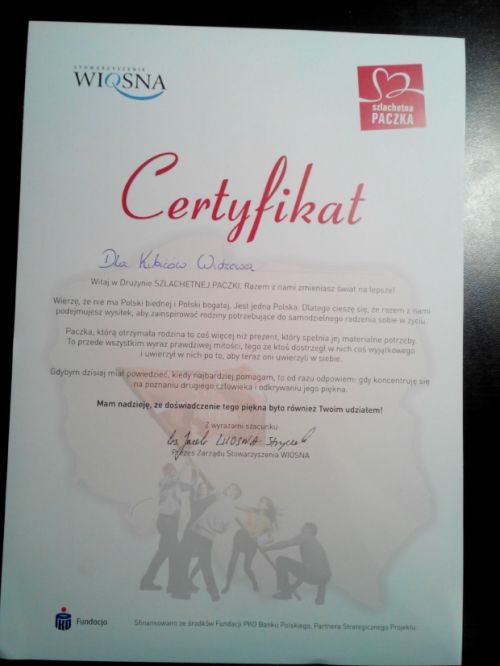 STOWARZYSZENIE
WIOSNA
szlachetna
PACZKA
Certyfikat
Dla Kibiców Widzewa
Witaj w Drużynie SZLACHETNEJ PACZKI. Razem z nami zmieniasz świat na lepsze!
Wierzę, że nie ma Polski biednej i Polski bogatej. Jest jedna Polska. Dlatego cieszę się, że razem z nami
podejmujesz wysiłek, aby zainspirować rodziny potrzebujące do samodzielnego radzenia sobie w życiu.
Paczka, którą otrzymała rodzina to coś więcej niż prezent, który spełnia jej materialne potrzeby.
To przede wszystkim wyraz prawdziwej miłości, tego że ktoś dostrzegł w nich coś wyjątkowego
i uwierzył w nich po to, aby teraz oni uwierzyli w siebie.
Gdybym dzisiaj miał powiedzieć, kiedy najbardziej pomagam, to od razu odpowiem: gdy koncentruję się
na poznaniu drugiego człowieka i odkrywaniu jego piękna.
Mam nadzieję, że doświadczenie tego piękna było również Twoim udziałem!
Z wyrazami szacunku
ks. Jacek WIOSNA Stryczek
Prezes Zarządu Stowarzyszenia WIOSNA
PKO
Fundacja
Sfinansowano ze środków Fundacji PKO Banku Polskiego, Partnera Strategicznego Projektu.